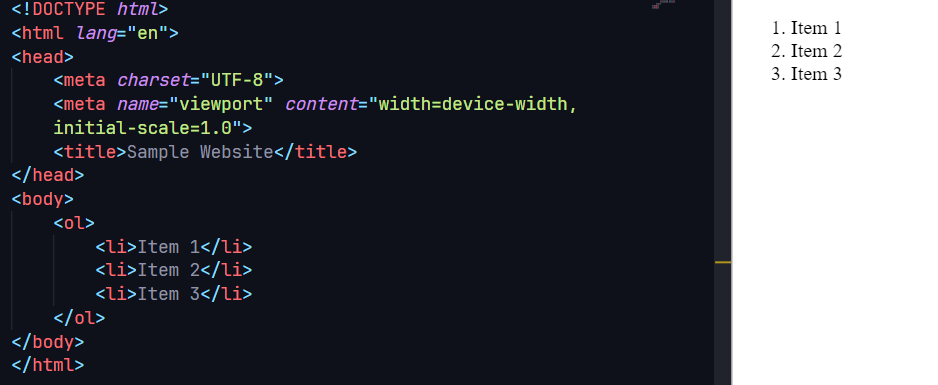 <!DOCTYPE html>
<html lang="en">
<head>
    <meta charset="UTF-8">
    <meta name="viewport" content="width=device-width,
    initial-scale=1.0">
    <title>Sample Website</title>
</head>
<body>
    <ol>
        <li>Item 1</li>
        <li>Item 2</li>
        <li>Item 3</li>
    </ol>
</body>
</html>
1. Item 1
2. Item 2
3. Item 3